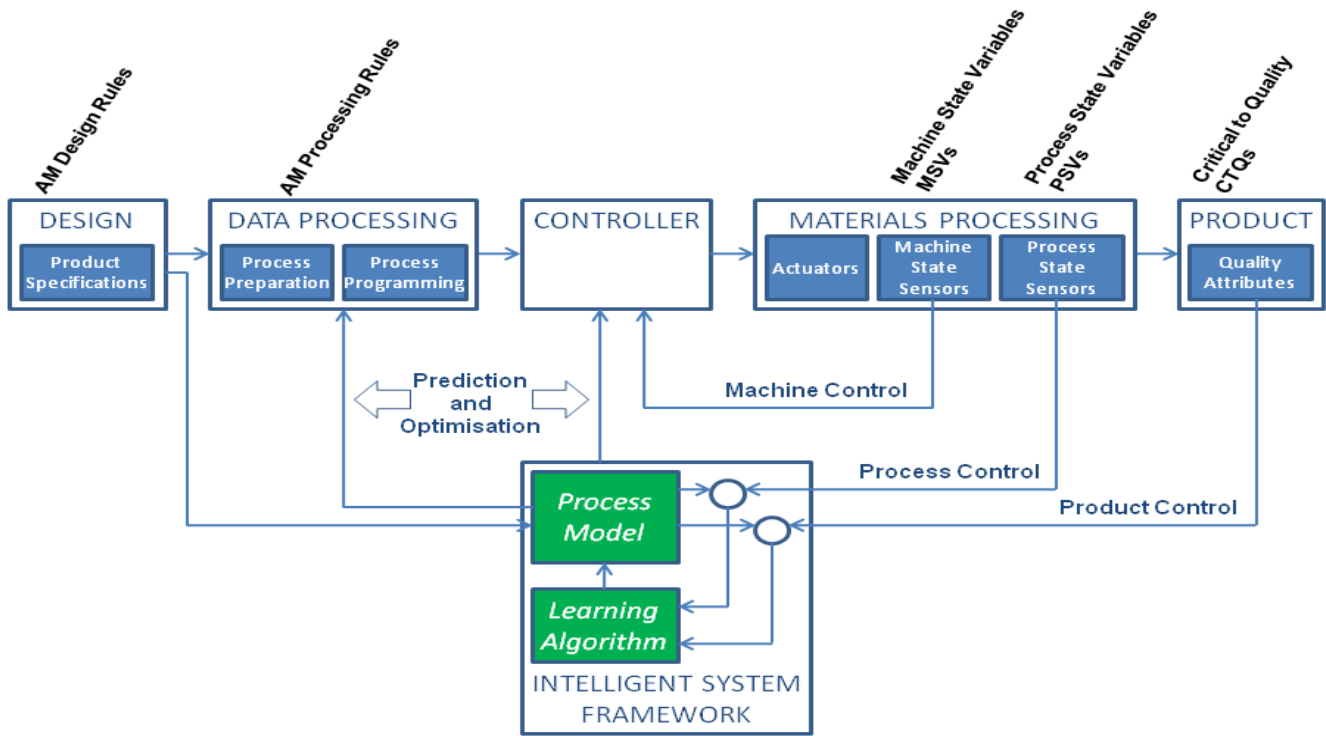 AM Design Rules
AM Processing Rules
Machine State Variables
MSVs
Process State Variables
PSVs
Critical to Quality
CTQs
DESIGN
Product
Specifications
DATA PROCESSING
Process
Preparation
Process
Programming
CONTROLLER
MATERIALS PROCESSING
Actuators
Machine
State
Sensors
Process
State
Sensors
PRODUCT
Quality
Attributes
Prediction
and
Optimisation
Machine Control
Process Control
Product Control
Process
Model
Learning
Algorithm
INTELLIGENT SYSTEM
FRAMEWORK